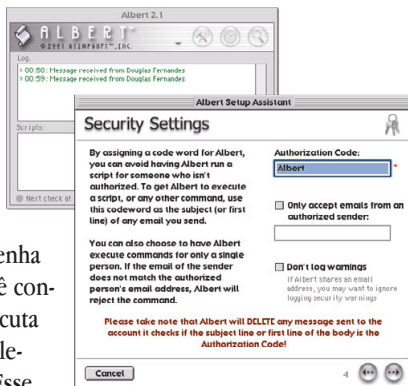 Albert 2.1
ALBERT™
©2001 ATIMPSOFT™, INC.
Log:
› 00:50: Message received from Douglas Fernandes
› 00:59: Message received from Douglas Fernandes
Scripts:
Next check at
Albert Setup Assistant
Security Settings
By assigning a code word for Albert,
you can avoid having Albert run a
script for someone who isn't
authorized. To get Albert to execute
a script, or any other command, use
this codeword as the subject (or first
line) of any email you send.
You can also choose to have Albert
execute commands for only a single
person. If the email of the sender
does not match the authorized
person's email address, Albert will
reject the command.
Authorization Code:
Albert
Only accept emails from an
authorized sender:
Don't log warnings
If Albert shares an email
address, you may want to ignore
logging security warnings
Please take note that Albert will DELETE any message sent to the
account it checks if the subject line or first line of the body is the
Authorization Code!
Cancel
4
enha
ê con-
cuta
le-
Esse